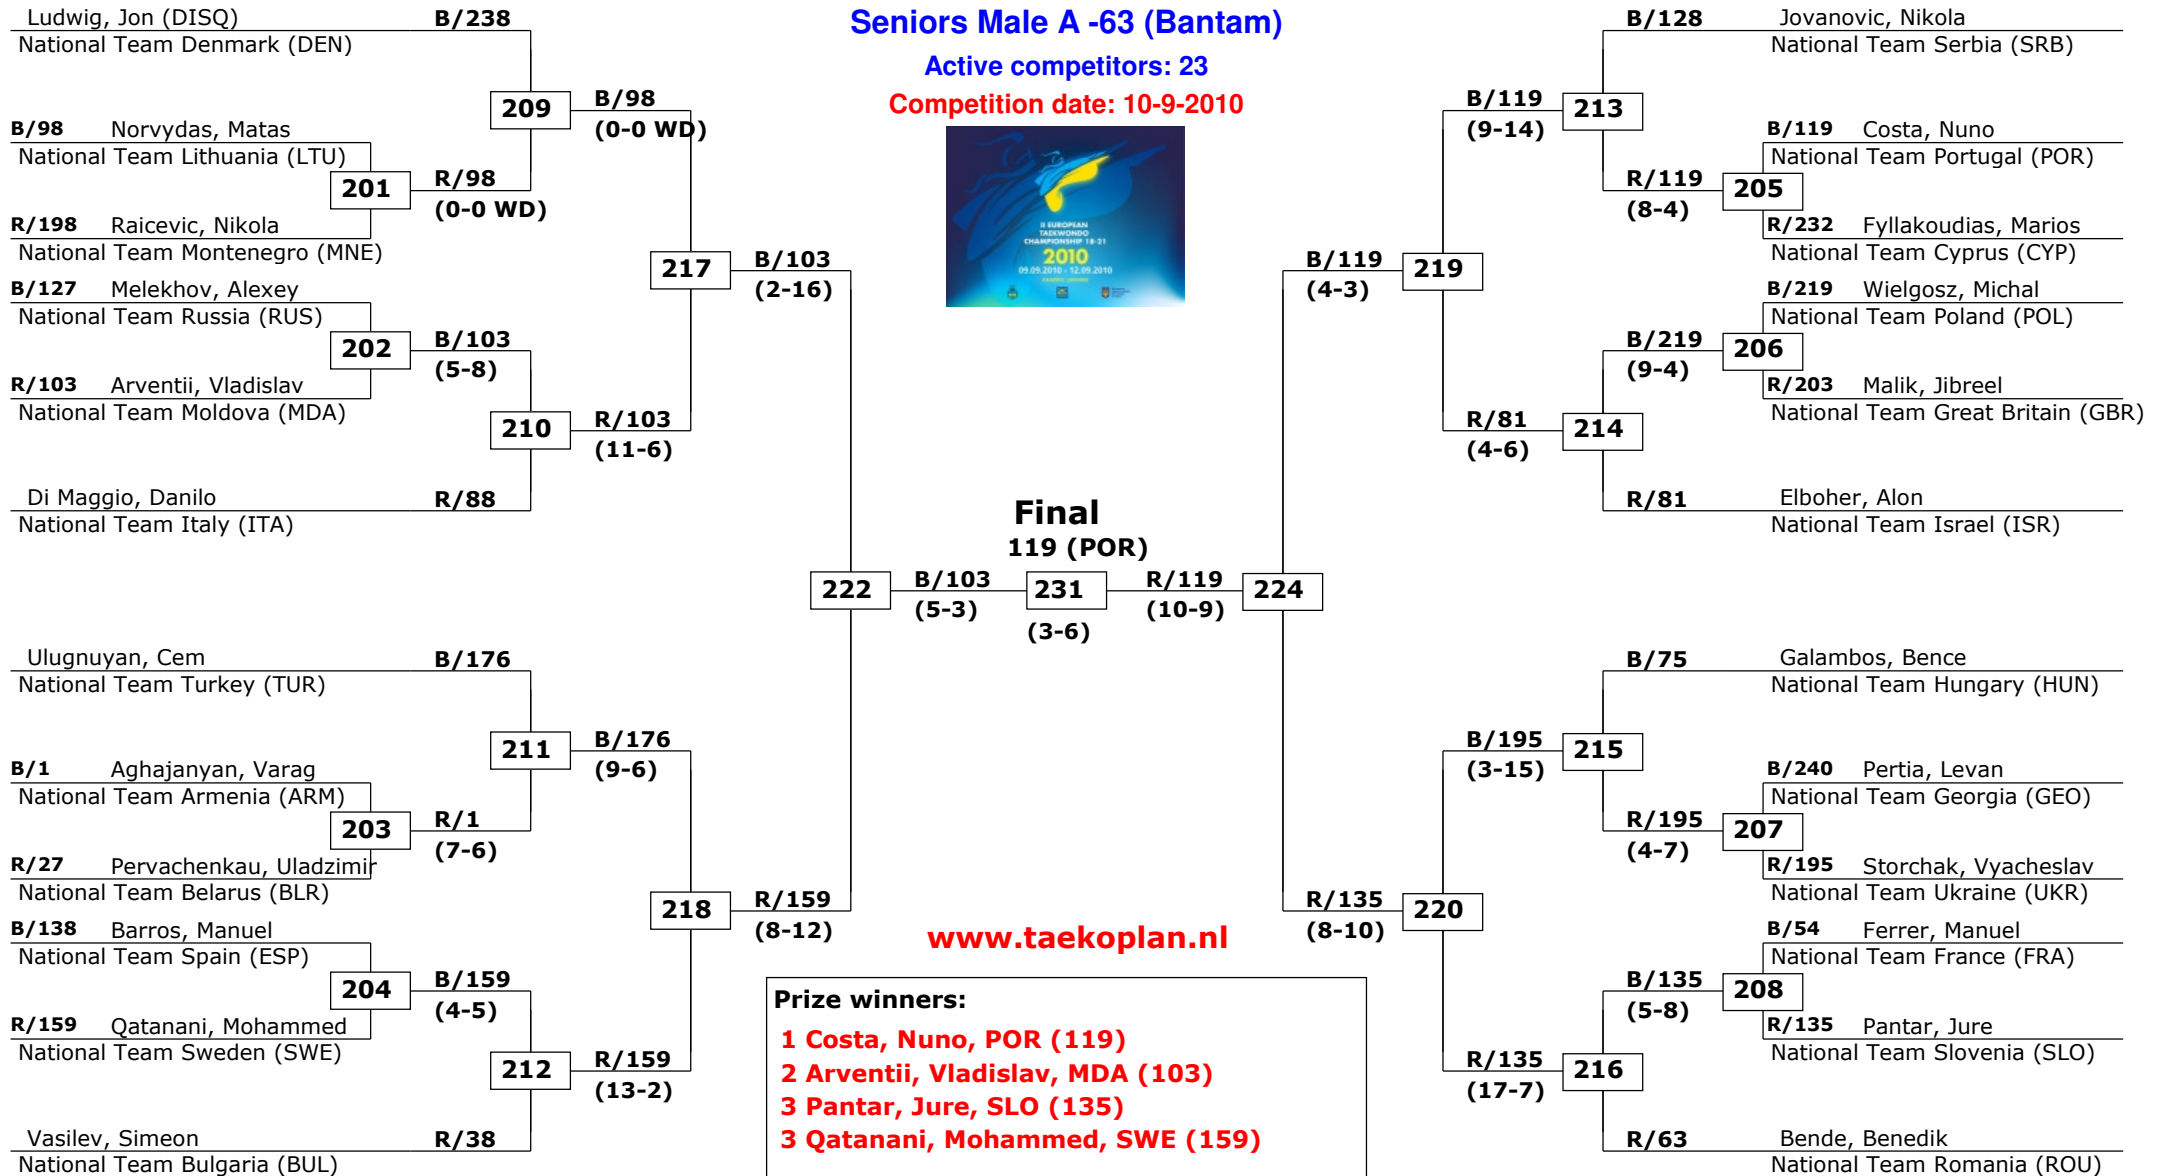 Seniors Male A -63 (Bantam)
Active competitors: 23
Competition date: 10-9-2010
II EUROPEAN
TAEKWONDO
CHAMPIONSHIP 18-21
2010
09.09.2010 - 12.09.2010
Ludwig, Jon (DISQ) B/238
National Team Denmark (DEN)
209
B/98
(0-0 WD)
B/98 Norvydas, Matas
National Team Lithuania (LTU)
201
R/98
(0-0 WD)
R/198 Raicevic, Nikola
National Team Montenegro (MNE)
217
B/103
(2-16)
B/127 Melekhov, Alexey
National Team Russia (RUS)
202
B/103
(5-8)
R/103 Arventii, Vladislav
National Team Moldova (MDA)
210
R/103
(11-6)
Di Maggio, Danilo R/88
National Team Italy (ITA)
222
B/103
(5-3)
Ulugnuyan, Cem B/176
National Team Turkey (TUR)
211
B/176
(9-6)
B/1 Aghajanyan, Varag
National Team Armenia (ARM)
203
R/1
(7-6)
R/27 Pervachenkau, Uladzimir
National Team Belarus (BLR)
218
R/159
(8-12)
B/138 Barros, Manuel
National Team Spain (ESP)
204
B/159
(4-5)
R/159 Qatanani, Mohammed
National Team Sweden (SWE)
212
R/159
(13-2)
Vasilev, Simeon R/38
National Team Bulgaria (BUL)
Final
119 (POR)
231
(3-6)
R/119
(10-9)
224
B/128 Jovanovic, Nikola
National Team Serbia (SRB)
B/119
(9-14)
213
B/119 Costa, Nuno
National Team Portugal (POR)
R/119
(8-4)
205
R/232 Fyllakoudias, Marios
National Team Cyprus (CYP)
B/119
(4-3)
219
B/219 Wielgosz, Michal
National Team Poland (POL)
B/219
(9-4)
206
R/203 Malik, Jibreel
National Team Great Britain (GBR)
R/81
(4-6)
214
R/81 Elboher, Alon
National Team Israel (ISR)
B/75 Galambos, Bence
National Team Hungary (HUN)
B/195
(3-15)
215
B/240 Pertia, Levan
National Team Georgia (GEO)
R/195
(4-7)
207
R/195 Storchak, Vyacheslav
National Team Ukraine (UKR)
R/135
(8-10)
220
B/54 Ferrer, Manuel
National Team France (FRA)
B/135
(5-8)
208
R/135 Pantar, Jure
National Team Slovenia (SLO)
R/135
(17-7)
216
R/63 Bende, Benedik
National Team Romania (ROU)
www.taekoplan.nl
Prize winners:
1 Costa, Nuno, POR (119)
2 Arventii, Vladislav, MDA (103)
3 Pantar, Jure, SLO (135)
3 Qatanani, Mohammed, SWE (159)